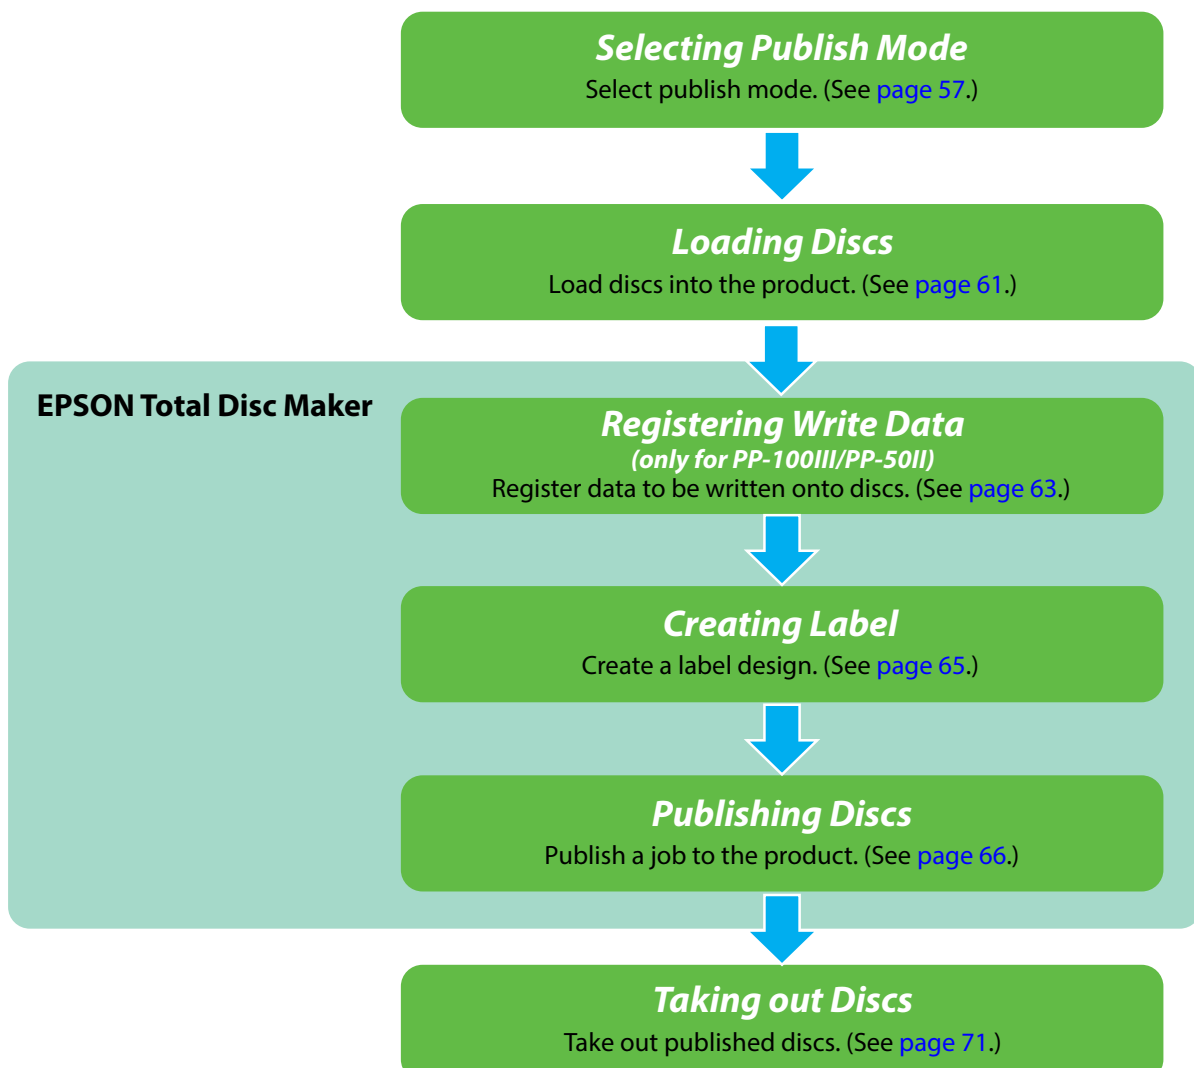 Selecting Publish Mode
Select publish mode. (See page 57.)
Loading Discs
Load discs into the product. (See page 61.)
EPSON Total Disc Maker
Registering Write Data
(only for PP-100III/PP-50II)
Register data to be written onto discs. (See page 63.)
Creating Label
Create a label design. (See page 65.)
Publishing Discs
Publish a job to the product. (See page 66.)
Taking out Discs
Take out published discs. (See page 71.)